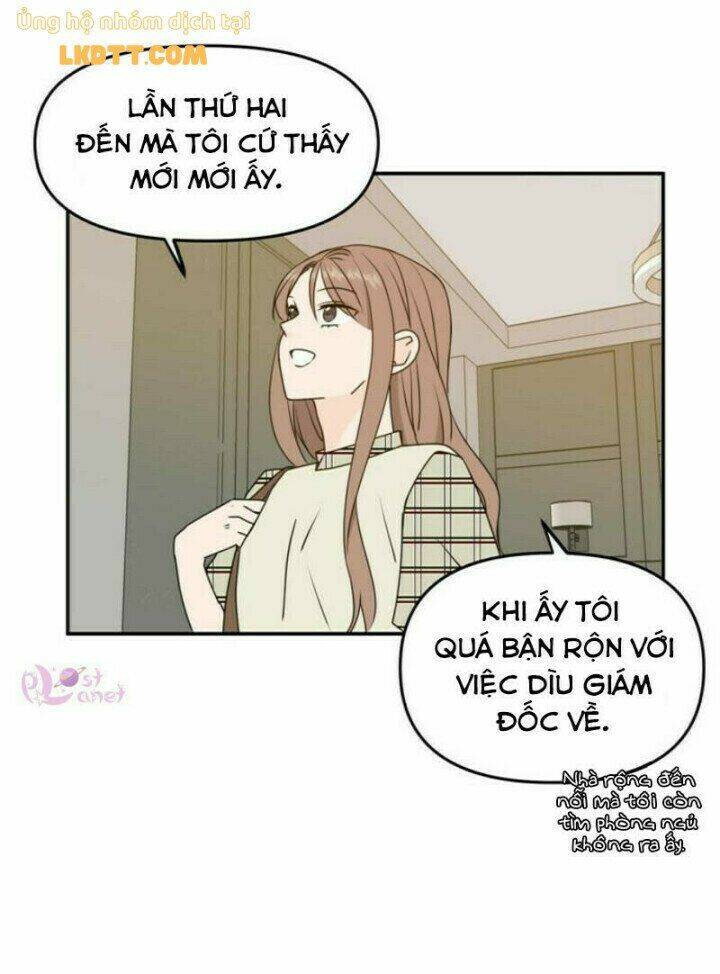 Ủng hộ nhóm dịch tại
LKDTT.COM
LẦN THỨ HAI
ĐẾN MÀ TÔI CỨ THẤY
MỚI MỚI ẤY.
KHI ẤY TÔI
QUÁ BẬN RỘN VỚI
VIỆC DÌU GIÁM
ĐỐC VỀ.
Lost
Planet
Nhà rộng đến
nỗi mà tôi còn
tìm phòng ngủ
không ra ấy.